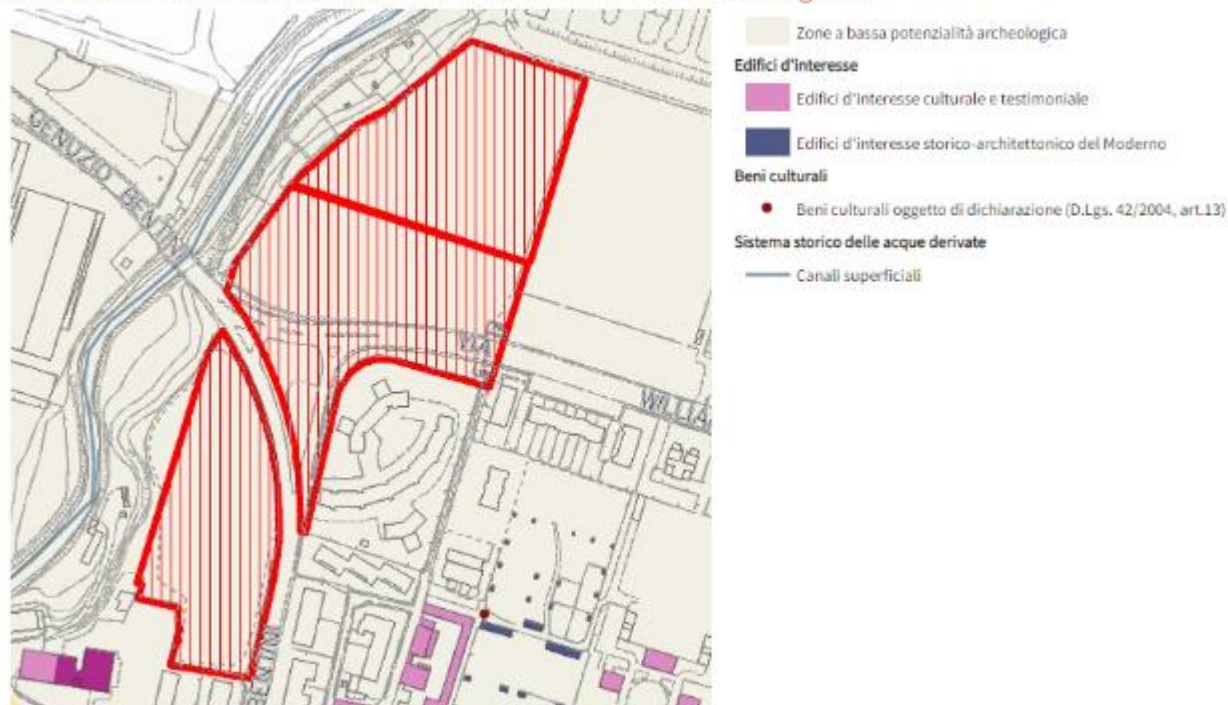 Zone a bassa potenzialità archeologica
Edifici d'interesse
Edifici d'interesse culturale e testimoniale
Edifici d'interesse storico-architettonico del Moderno
Beni culturali
Beni culturali oggetto di dichiarazione (D.Lgs. 42/2004, art.13)
Sistema storico delle acque derivate
Canali superficiali
GENUZIO BENTINI
VIA
WILLIA
BENTINI